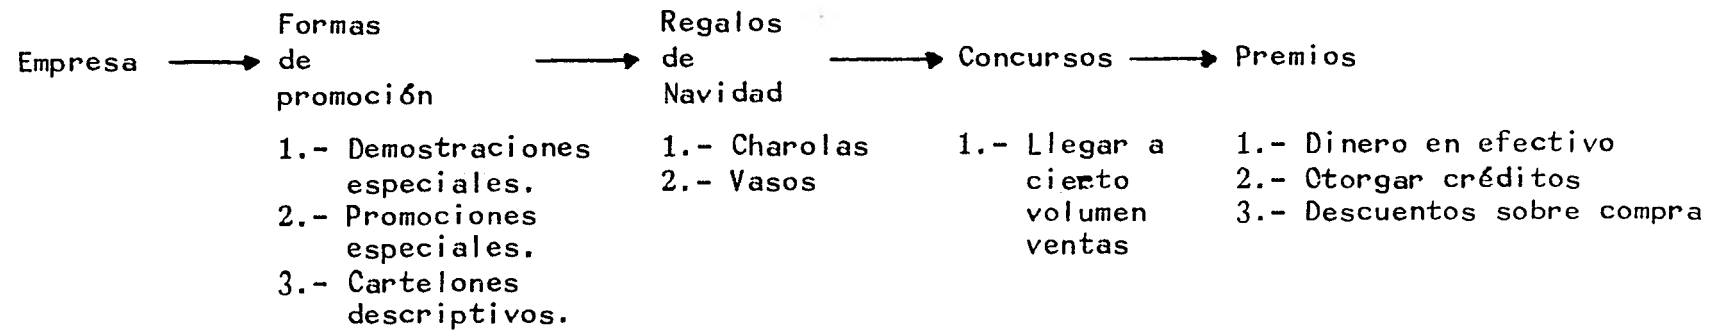 Empresa
Formas
de
promoción
Regalos
de
Navidad
Concursos
Premios
1.- Demostraciones
especiales.
2.- Promociones
especiales.
3.- Cartelones
descriptivos.
1.- Charolas
2.- Vasos
1.- Llegar a
cierto
volumen
ventas
1.- Dinero en efectivo
2.- Otorgar créditos
3.- Descuentos sobre compra